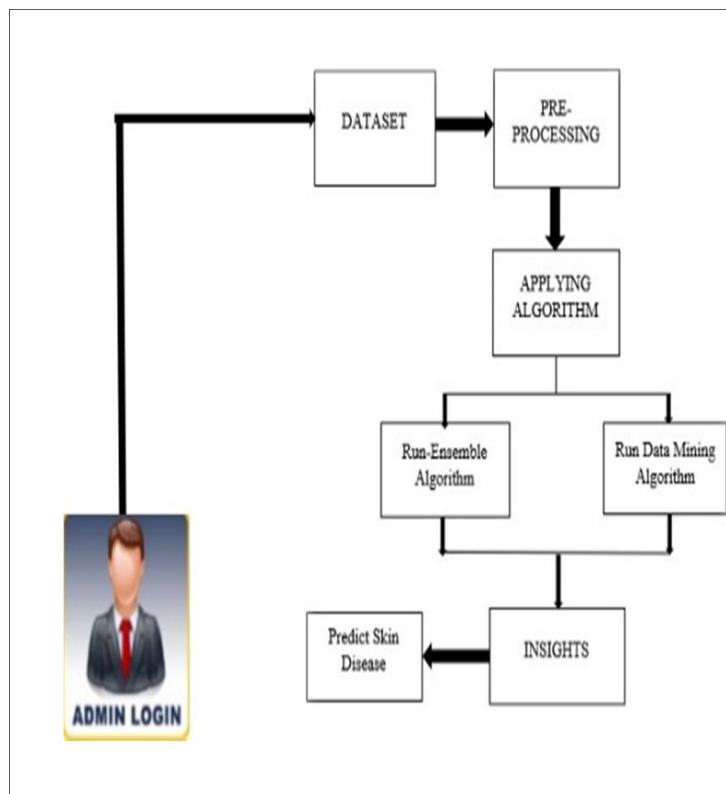 DATASET
PRE-
PROCESSING
APPLYING
ALGORITHM
Run-Ensemble
Algorithm
Run Data Mining
Algorithm
INSIGHTS
Predict Skin
Disease
ADMIN LOGIN